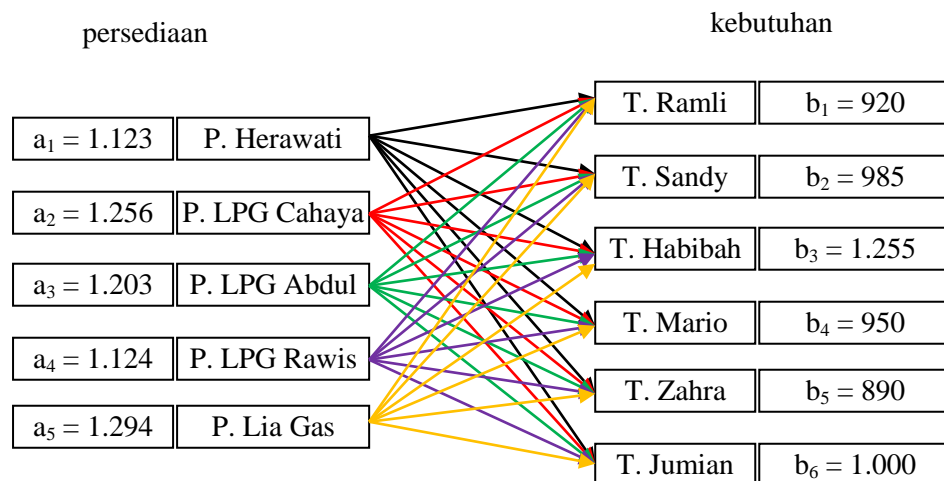 persediaan
kebutuhan
a₁ = 1.123 P. Herawati
a₂ = 1.256 P. LPG Cahaya
a₃ = 1.203 P. LPG Abdul
a₄ = 1.124 P. LPG Rawis
a₅ = 1.294 P. Lia Gas
T. Ramli b₁ = 920
T. Sandy b₂ = 985
T. Habibah b₃ = 1.255
T. Mario b₄ = 950
T. Zahra b₅ = 890
T. Jumian b₆ = 1.000